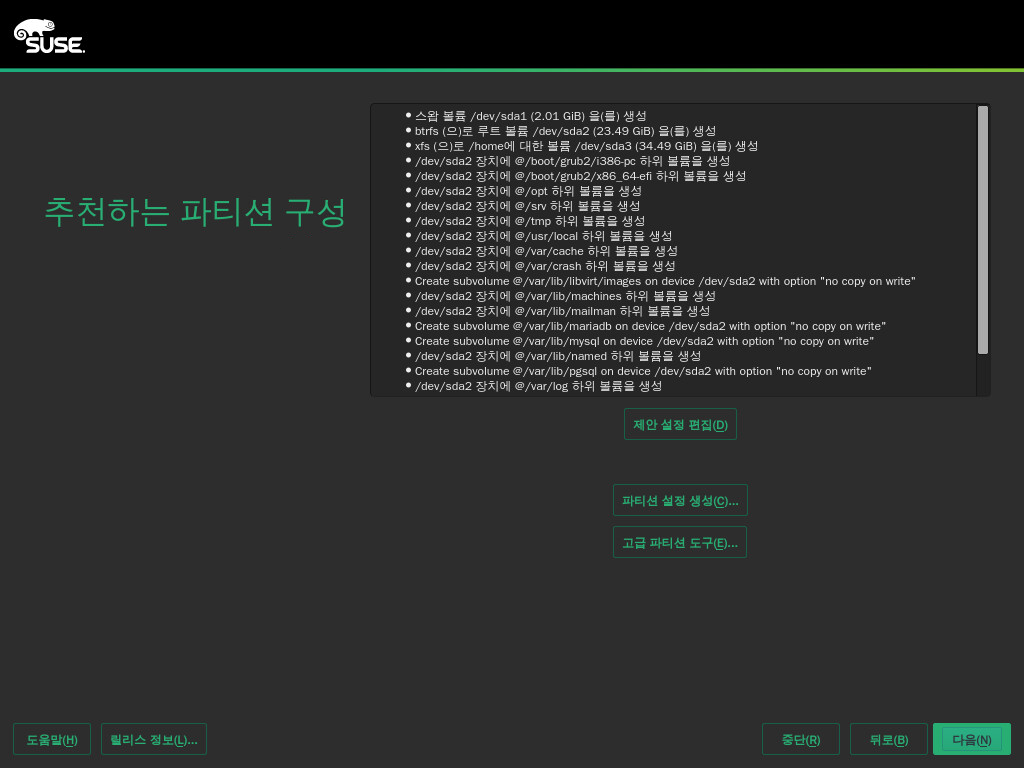 SUSE.
추천하는 파티션 구성
• 스왑 볼륨 /dev/sda1 (2.01 GiB) 을(를) 생성
• btrfs (으)로 루트 볼륨 /dev/sda2 (23.49 GiB) 을(를) 생성
• xfs (으)로 /home에 대한 볼륨 /dev/sda3 (34.49 GiB) 을(를) 생성
• /dev/sda2 장치에 @/boot/grub2/i386-pc 하위 볼륨을 생성
• /dev/sda2 장치에 @/boot/grub2/x86_64-efi 하위 볼륨을 생성
• /dev/sda2 장치에 @/opt 하위 볼륨을 생성
• /dev/sda2 장치에 @/srv 하위 볼륨을 생성
• /dev/sda2 장치에 @/tmp 하위 볼륨을 생성
• /dev/sda2 장치에 @/usr/local 하위 볼륨을 생성
• /dev/sda2 장치에 @/var/cache 하위 볼륨을 생성
• /dev/sda2 장치에 @/var/crash 하위 볼륨을 생성
• Create subvolume @/var/lib/libvirt/images on device /dev/sda2 with option "no copy on write"
• /dev/sda2 장치에 @/var/lib/machines 하위 볼륨을 생성
• /dev/sda2 장치에 @/var/lib/mailman 하위 볼륨을 생성
• Create subvolume @/var/lib/mariadb on device /dev/sda2 with option "no copy on write"
• Create subvolume @/var/lib/mysql on device /dev/sda2 with option "no copy on write"
• /dev/sda2 장치에 @/var/lib/named 하위 볼륨을 생성
• Create subvolume @/var/lib/pgsql on device /dev/sda2 with option "no copy on write"
• /dev/sda2 장치에 @/var/log 하위 볼륨을 생성
제안 설정 편집(D)
파티션 설정 생성(C)...
고급 파티션 도구(E)...
도움말(H) 릴리스 정보(L)... 중단(R) 뒤로(B) 다음(N)